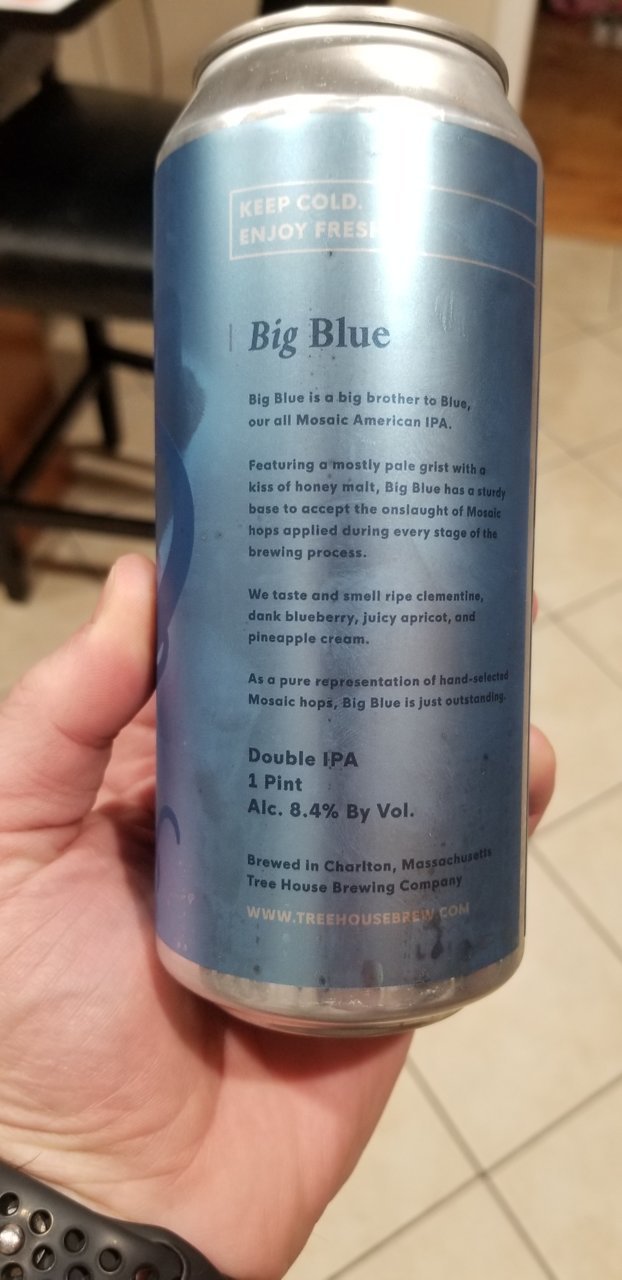 KEEP COLD.
ENJOY FRESH
Big Blue
Big Blue is a big brother to Blue,
our all Mosaic American IPA.
Featuring a mostly pale grist with a
kiss of honey malt, Big Blue has a sturdy
base to accept the onslaught of Mosaic
hops applied during every stage of the
brewing process.
We taste and smell ripe clementine,
dank blueberry, juicy apricot, and
pineapple cream.
As a pure representation of hand-selected
Mosaic hops, Big Blue is just outstanding.
Double IPA
1 Pint
Alc. 8.4% By Vol.
Brewed in Charlton, Massachusetts
Tree House Brewing Company
WWW.TREEHOUSEBREW.COM